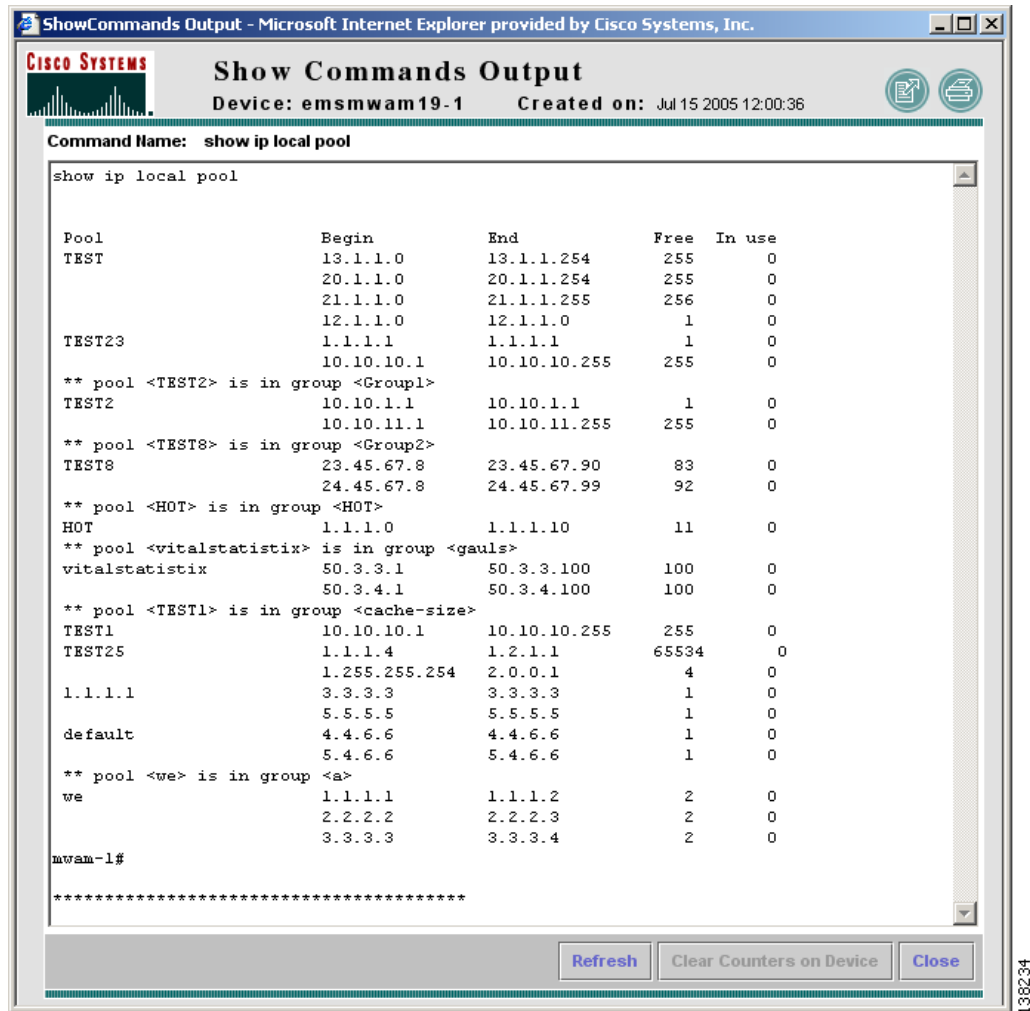 ShowCommands Output - Microsoft Internet Explorer provided by Cisco Systems, Inc.
CISCO SYSTEMS
Show Commands Output
Device: emsmwam19-1 Created on: Jul 15 2005 12:00:36
Command Name: show ip local pool
show ip local pool
Pool Begin End Free In use
TEST 13.1.1.0 13.1.1.254 255 0
20.1.1.0 20.1.1.254 255 0
21.1.1.0 21.1.1.255 256 0
12.1.1.0 12.1.1.0 1 0
TEST23 1.1.1.1 1.1.1.1 1 0
10.10.10.1 10.10.10.255 255 0
** pool <TEST2> is in group <Group1>
TEST2 10.10.1.1 10.10.1.1 1 0
10.10.11.1 10.10.11.255 255 0
** pool <TEST8> is in group <Group2>
TEST8 23.45.67.8 23.45.67.90 83 0
24.45.67.8 24.45.67.99 92 0
** pool <HOT> is in group <HOT>
HOT 1.1.1.0 1.1.1.10 11 0
** pool <vitalstatistix> is in group <gauls>
vitalstatistix 50.3.3.1 50.3.3.100 100 0
50.3.4.1 50.3.4.100 100 0
** pool <TEST1> is in group <cache-size>
TEST1 10.10.10.1 10.10.10.255 255 0
TEST25 1.1.1.4 1.2.1.1 65534 0
1.255.255.254 2.0.0.1 4 0
1.1.1.1 3.3.3.3 3.3.3.3 1 0
5.5.5.5 5.5.5.5 1 0
default 4.4.6.6 4.4.6.6 1 0
5.4.6.6 5.4.6.6 1 0
** pool <we> is in group <a>
we 1.1.1.1 1.1.1.2 2 0
2.2.2.2 2.2.2.3 2 0
3.3.3.3 3.3.3.4 2 0
mwam-1#
****************************************
Refresh Clear Counters on Device Close
138234